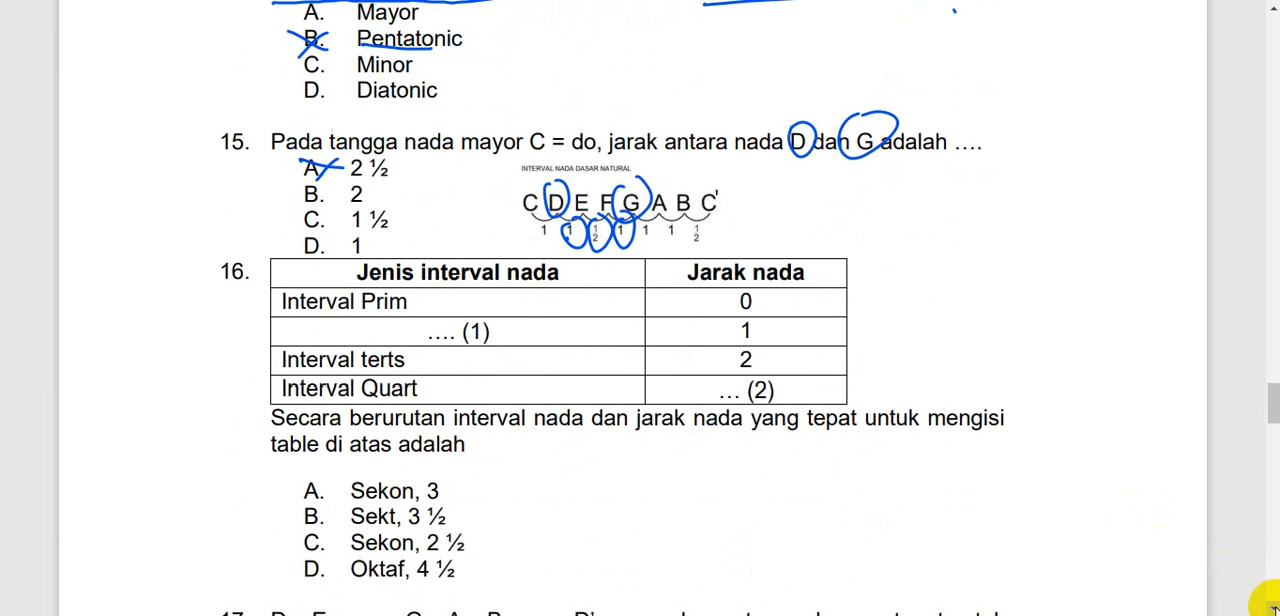 A. Mayor
B. Pentatonic
C. Minor
D. Diatonic
15. Pada tangga nada mayor C = do, jarak antara nada D dan G adalah ….
A. 2 ½
B. 2
C. 1 ½
D. 1
INTERVAL NADA DASAR NATURAL
C D E F G A B C'
1 1 ½ 1 1 1 ½
16. Jenis interval nada Jarak nada
Interval Prim 0
…. (1) 1
Interval terts 2
Interval Quart … (2)
Secara berurutan interval nada dan jarak nada yang tepat untuk mengisi
table di atas adalah
A. Sekon, 3
B. Sekt, 3 ½
C. Sekon, 2 ½
D. Oktaf, 4 ½